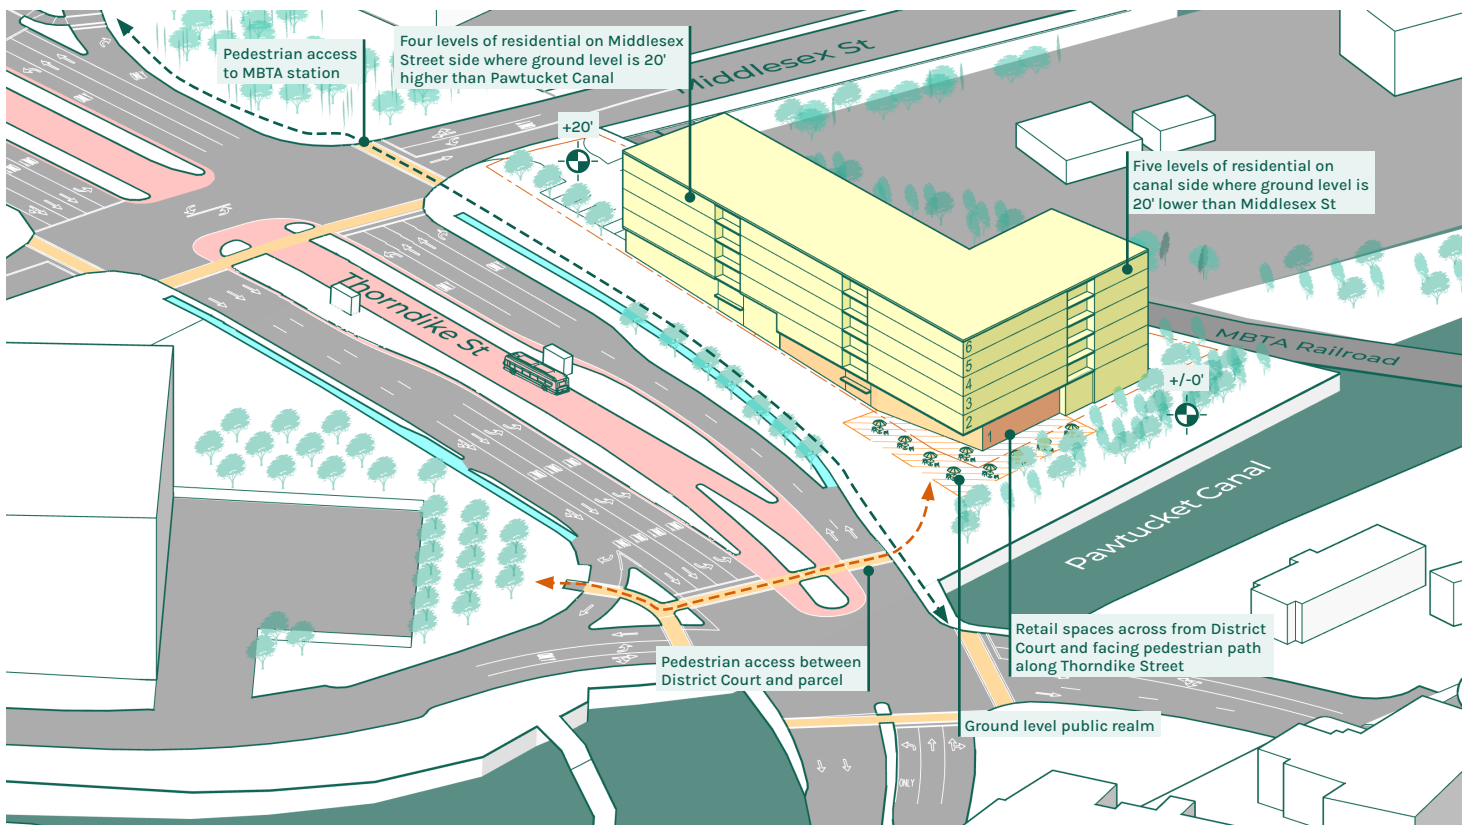 Pedestrian access
to MBTA station
Four levels of residential on Middlesex
Street side where ground level is 20'
higher than Pawtucket Canal
Middlesex St
+20'
Five levels of residential on
canal side where ground level is
20' lower than Middlesex St
Thorndike St
MBTA Railroad
+/-0'
6
5
4
3
2
1
Pawtucket Canal
Retail spaces across from District
Court and facing pedestrian path
along Thorndike Street
Pedestrian access between
District Court and parcel
Ground level public realm
ONLY